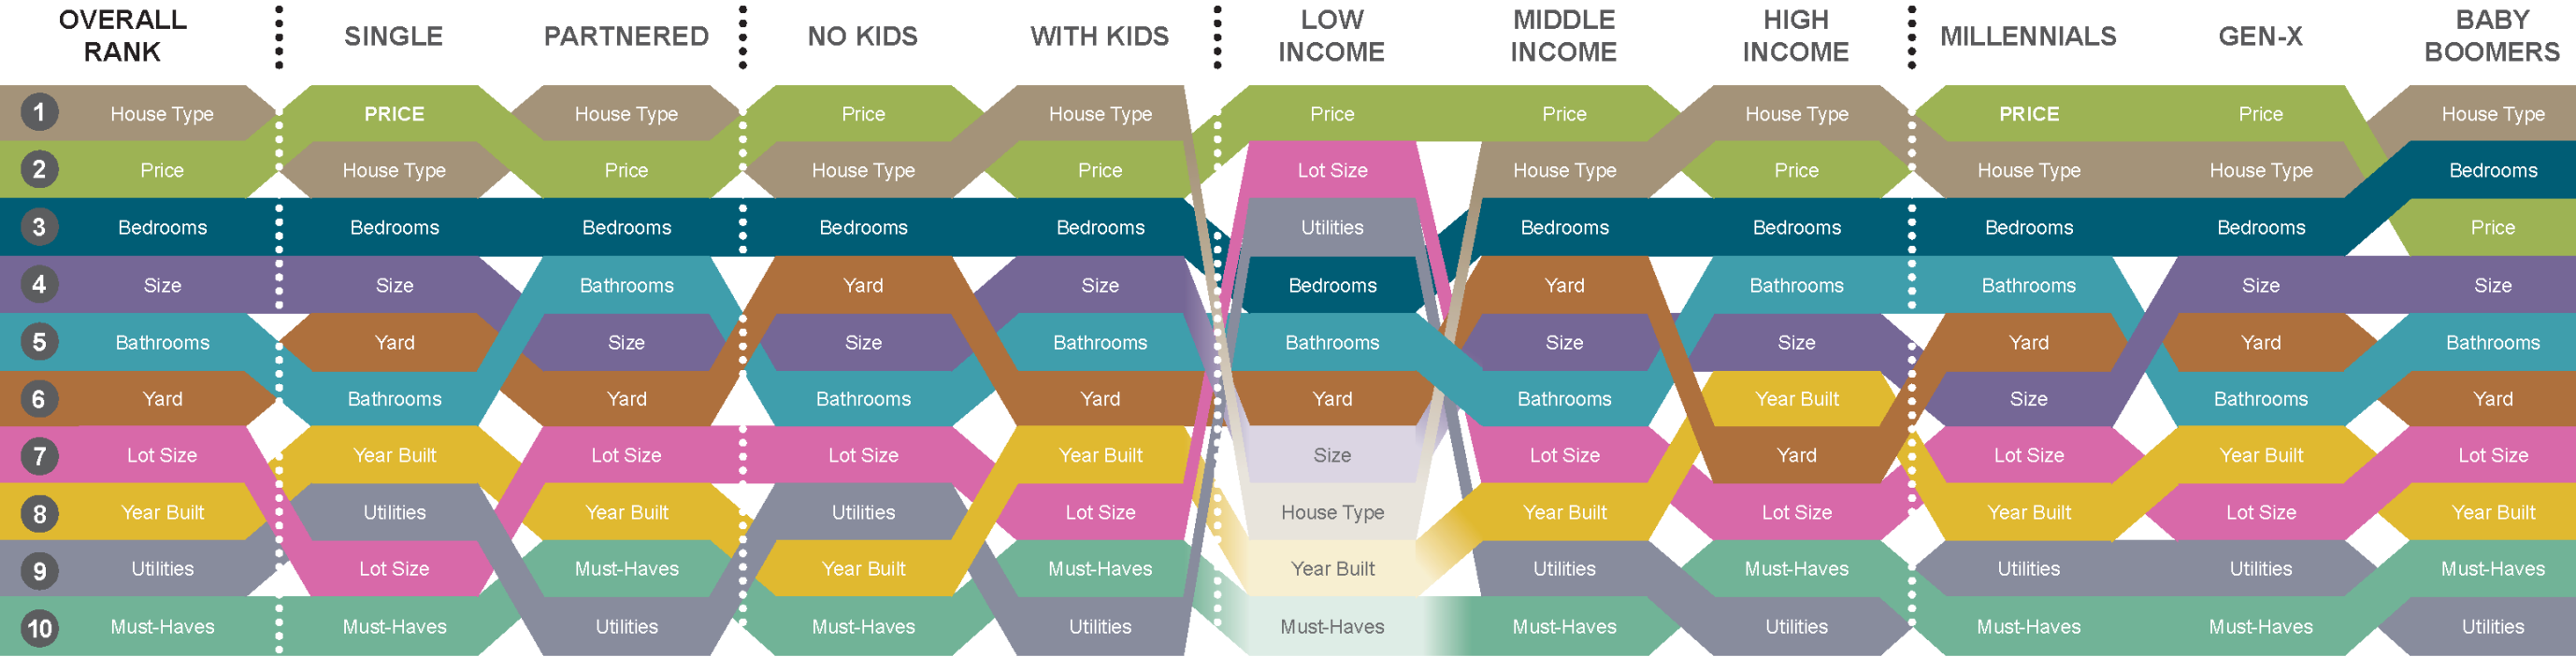 OVERALL RANK
SINGLE
PARTNERED
NO KIDS
WITH KIDS
LOW INCOME
MIDDLE INCOME
HIGH INCOME
MILLENNIALS
GEN-X
BABY BOOMERS
1 House Type PRICE House Type Price House Type Price Price House Type PRICE Price House Type
2 Price House Type Price House Type Price Lot Size House Type Price House Type House Type Bedrooms
3 Bedrooms Bedrooms Bedrooms Bedrooms Bedrooms Utilities Bedrooms Bedrooms Bedrooms Bedrooms Price
4 Size Size Bathrooms Yard Size Bedrooms Yard Bathrooms Bathrooms Size Size
5 Bathrooms Yard Size Size Bathrooms Bathrooms Size Size Yard Yard Bathrooms
6 Yard Bathrooms Yard Bathrooms Yard Yard Bathrooms Year Built Size Bathrooms Yard
7 Lot Size Year Built Lot Size Lot Size Year Built Size Lot Size Yard Lot Size Year Built Lot Size
8 Year Built Utilities Year Built Utilities Lot Size House Type Year Built Lot Size Year Built Lot Size Year Built
9 Utilities Lot Size Must-Haves Year Built Must-Haves Year Built Utilities Must-Haves Utilities Utilities Must-Haves
10 Must-Haves Must-Haves Utilities Must-Haves Utilities Must-Haves Must-Haves Utilities Must-Haves Must-Haves Utilities